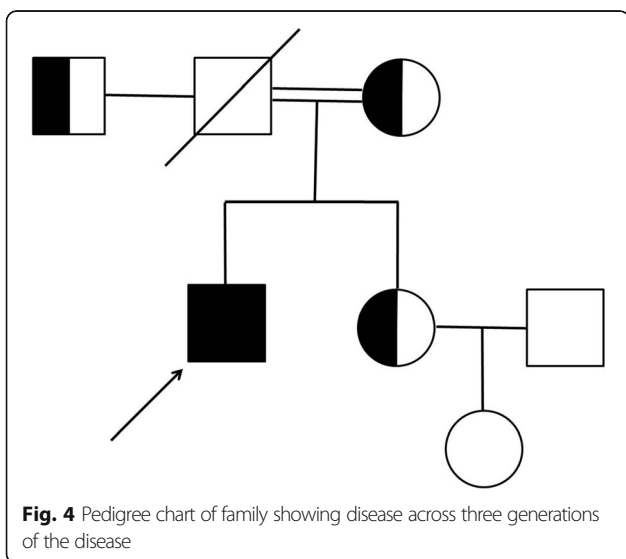 Fig. 4 Pedigree chart of family showing disease across three generations
of the disease